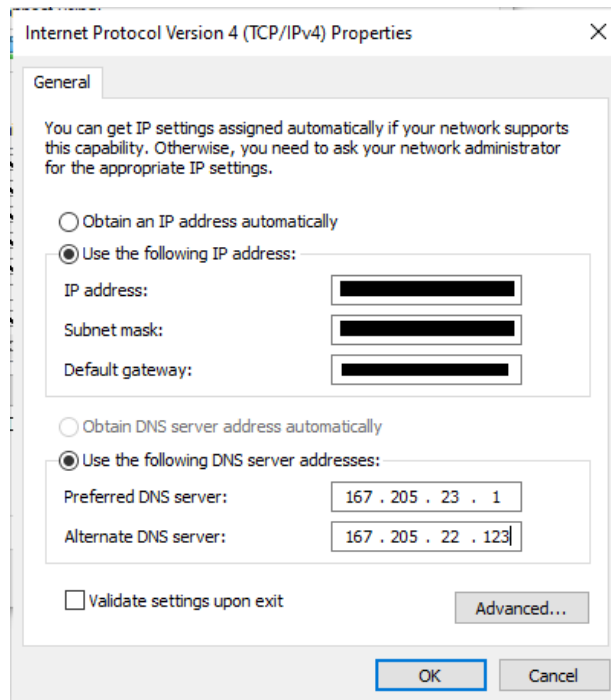 Internet Protocol Version 4 (TCP/IPv4) Properties
General
You can get IP settings assigned automatically if your network supports
this capability. Otherwise, you need to ask your network administrator
for the appropriate IP settings.
Obtain an IP address automatically
Use the following IP address:
IP address:
Subnet mask:
Default gateway:
Obtain DNS server address automatically
Use the following DNS server addresses:
Preferred DNS server: 167 . 205 . 23 . 1
Alternate DNS server: 167 . 205 . 22 . 123
Validate settings upon exit
Advanced...
OK Cancel